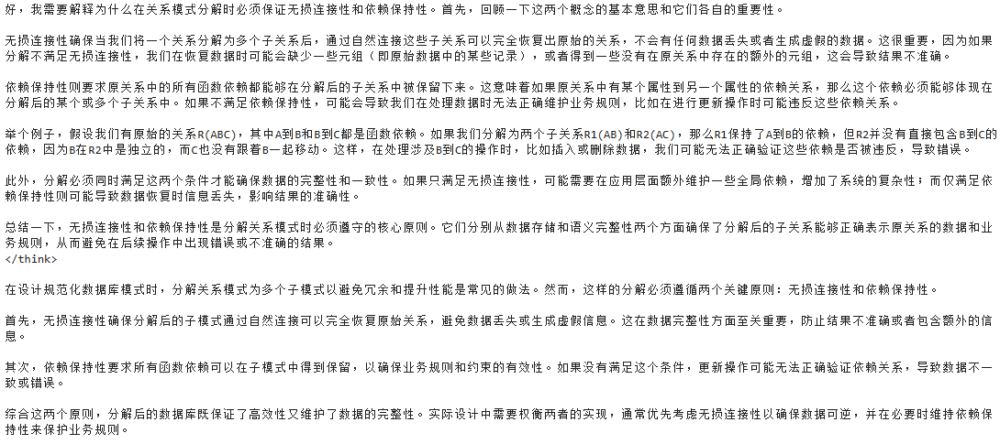 好，我需要解释为什么在关系模式分解时必须保证无损连接性和依赖保持性。首先，回顾一下这两个概念的基本意思和它们各自的重要性。
无损连接性确保当我们将一个关系分解为多个子关系后，通过自然连接这些子关系可以完全恢复出原始的关系，不会有任何数据丢失或者生成虚假的数据。这很重要，因为如果
分解不满足无损连接性，我们在恢复数据时可能会缺少一些元组（即原始数据中的某些记录），或者得到一些没有在原关系中存在的额外的元组，这会导致结果不准确。
依赖保持性则要求原关系中的所有函数依赖都能够在分解后的子关系中被保留下来。这意味着如果原关系中有某个属性到另一个属性的依赖关系，那么这个依赖必须能够体现在
分解后的某个或多个子关系中。如果不满足依赖保持性，可能会导致我们在处理数据时无法正确维护业务规则，比如在进行更新操作时可能违反这些依赖关系。
举个例子，假设我们有原始的关系R(ABC)，其中A到B和B到C都是函数依赖。如果我们分解为两个子关系R1(AB)和R2(AC)，那么R1保持了A到B的依赖，但R2并没有直接包含B到C的
依赖，因为B在R2中是独立的，而C也没有跟着B一起移动。这样，在处理涉及B到C的操作时，比如插入或删除数据，我们可能无法正确验证这些依赖是否被违反，导致错误。
此外，分解必须同时满足这两个条件才能确保数据的完整性和一致性。如果只满足无损连接，可能需要在应用层面额外维护一些全局依赖，增加了系统的复杂性；而仅满足依
赖保持性则可能导致数据恢复时信息丢失，影响结果的准确性。
总结一下，无损连接性和依赖保持性是分解关系模式时必须遵守的核心原则。它们分别从数据存储和语义完整性两个方面确保了分解后的子关系能够正确表示原关系的数据和业
务规则，从而避免在后续操作中出现错误或不准确的结果。
</think>
在设计规范化数据库模式时，分解关系模式为多个子模式以避免冗余和提升性能是常见的做法。然而，这样的分解必须遵循两个关键原则：无损连接性和依赖保持性。
首先，无损连接性确保分解后的子模式通过自然连接可以完全恢复原始关系，避免数据丢失或生成虚假信息。这在数据完整性方面至关重要，防止结果不准确或者包含额外的信
息。
其次，依赖保持性要求所有函数依赖可以在子模式中得到保留，以确保业务规则和约束的有效性。如果没有满足这个条件，更新操作可能无法正确验证依赖关系，导致数据不一
致或错误。
综合这两个原则，分解后的数据库既保证了高效性又维护了数据的完整性。实际设计中需要权衡两者的实现，通常优先考虑无损连接性以确保数据可逆，并在必要时维持依赖保
持性来保护业务规则。